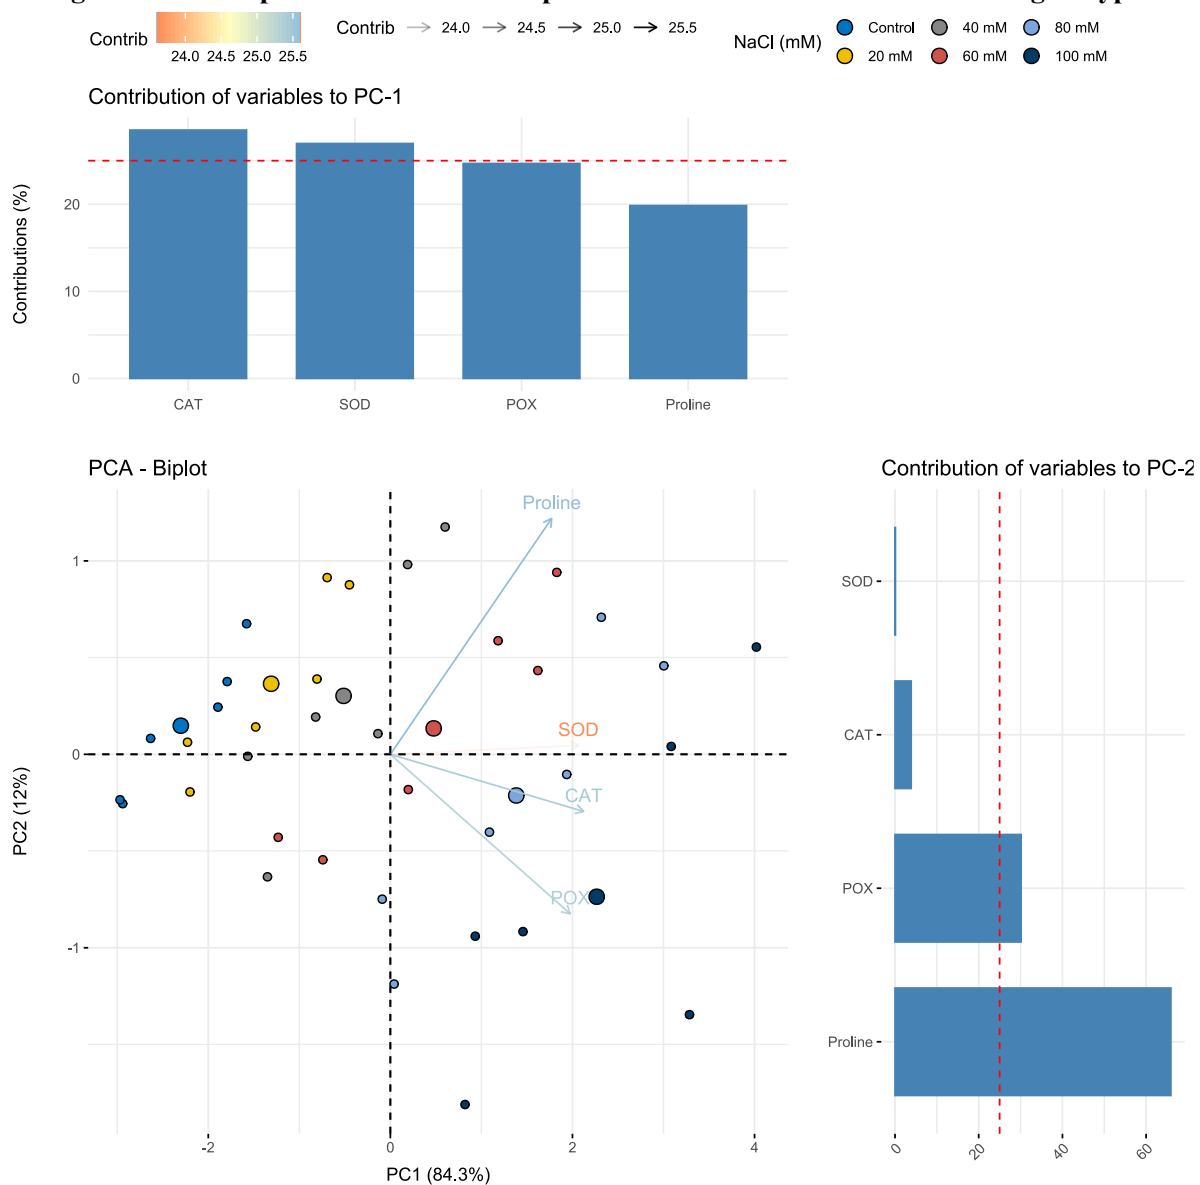 Contrib 24.0 24.5 25.0 25.5
Contrib 24.0 24.5 25.0 25.5
NaCl (mM) Control 40 mM 80 mM
20 mM 60 mM 100 mM
Contribution of variables to PC-1
Contributions (%)
20
10
0
CAT SOD POX Proline
PCA - Biplot
PC2 (12%)
1
0
-1
Proline
SOD
CAT
POX
-2 0 2 4
PC1 (84.3%)
Contribution of variables to PC-2
SOD
CAT
POX
Proline
0 20 40 60